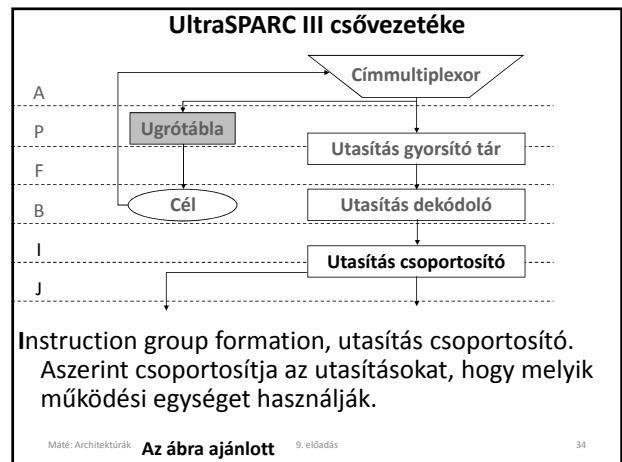 UltraSPARC III csővezetéke
Címmultiplexor
A
Ugrótábla
P
Utasítás gyorsító tár
F
Cél
Utasítás dekódoló
B
I
Utasítás csoportosító
J
Instruction group formation, utasítás csoportosító.
Aszerint csoportosítja az utasításokat, hogy melyik
működési egységet használják.
Máté: Architektúrák Az ábra ajánlott 9. előadás 34